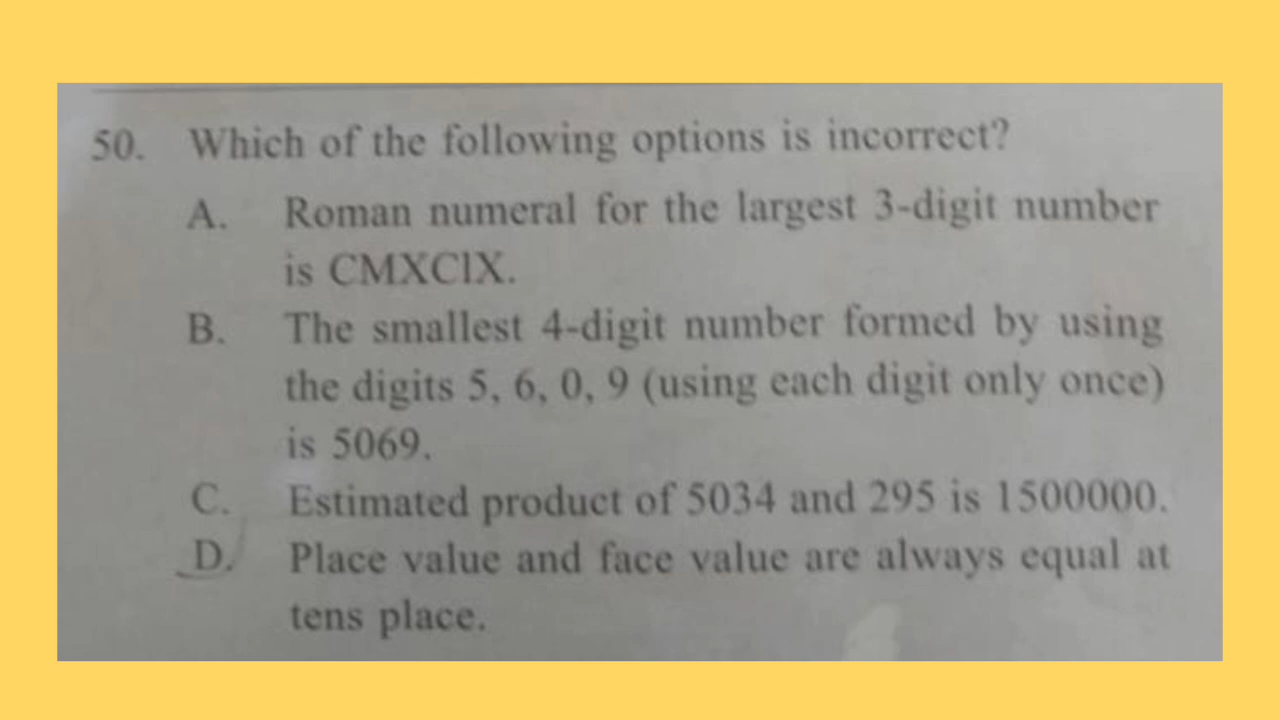 50. Which of the following options is incorrect?
A. Roman numeral for the largest 3-digit number
is CMXCIX.
B. The smallest 4-digit number formed by using
the digits 5, 6, 0, 9 (using each digit only once)
is 5069.
C. Estimated product of 5034 and 295 is 1500000.
D. Place value and face value are always equal at
tens place.